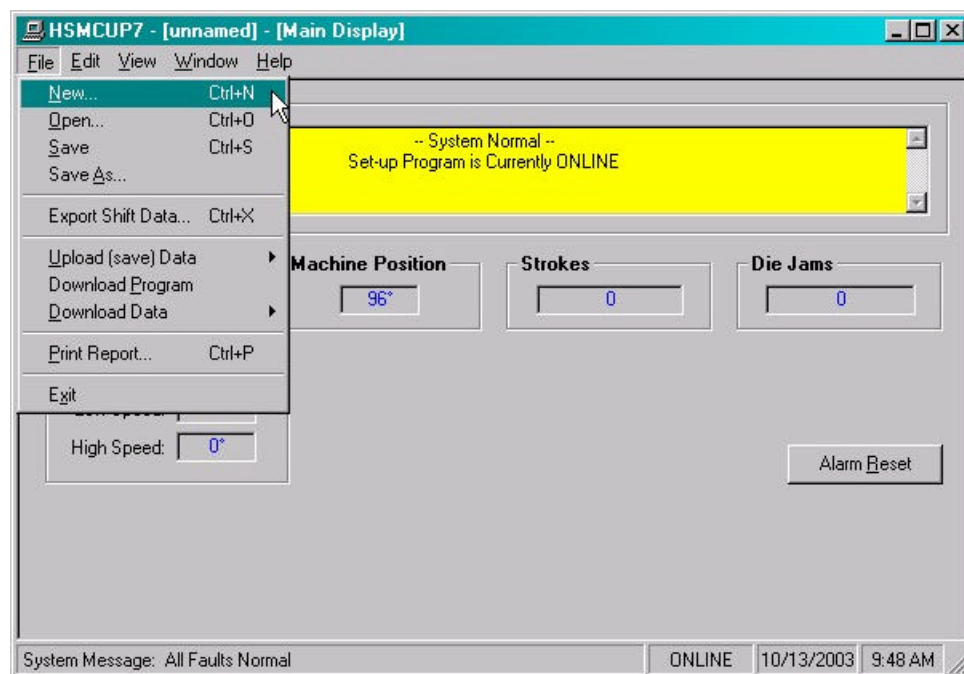 HSMCUP7 - [unnamed] - [Main Display]
File Edit View Window Help
New... Ctrl+N
Open... Ctrl+O
Save Ctrl+S
Save As...
Export Shift Data... Ctrl+X
Upload (save) Data
Download Program
Download Data
Print Report... Ctrl+P
Exit
-- System Normal --
Set-up Program is Currently ONLINE
Machine Position
96°
Strokes
0
Die Jams
0
High Speed: 0°
Alarm Reset
System Message: All Faults Normal
ONLINE
10/13/2003
9:48 AM